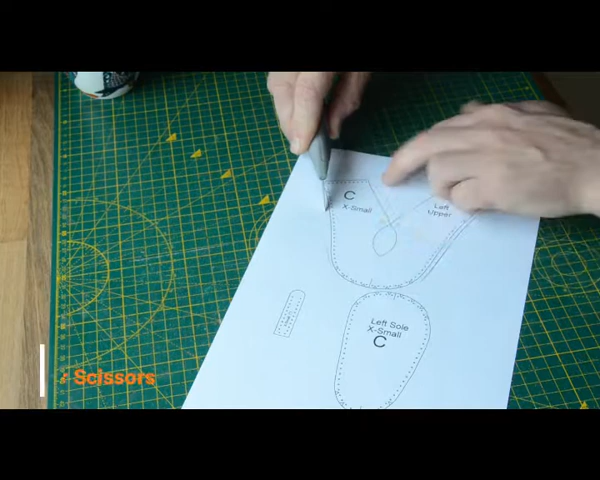 C
X-Small
Left
Upper
Left Sole
X-Small
C
Scissors